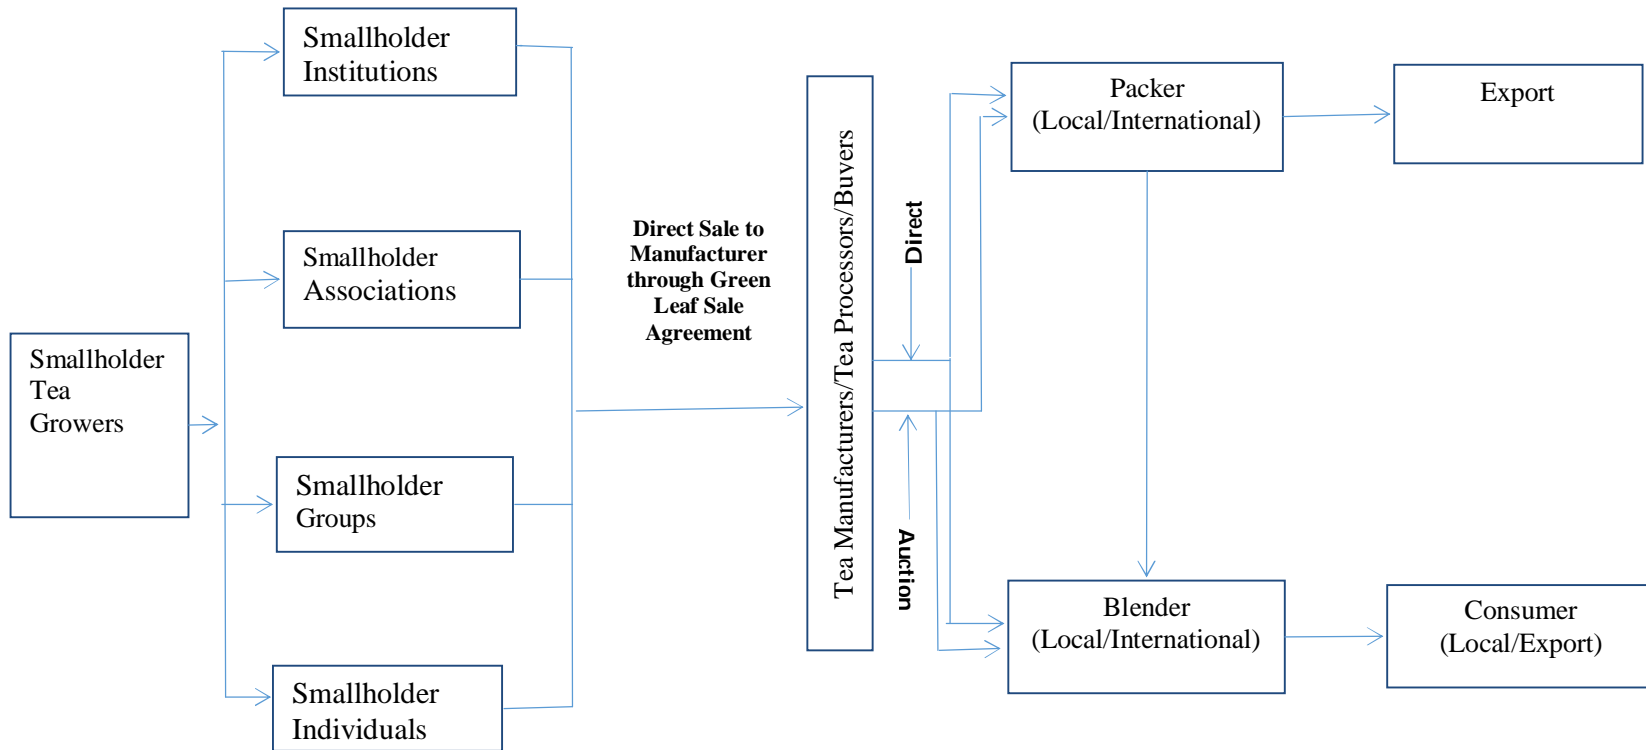 Smallholder
Tea
Growers
Smallholder
Institutions
Smallholder
Associations
Smallholder
Groups
Smallholder
Individuals
Direct Sale to
Manufacturer
through Green
Leaf Sale
Agreement
Tea Manufacturers/Tea Processors/Buyers
Direct
Auction
Packer
(Local/International)
Export
Blender
(Local/International)
Consumer
(Local/Export)